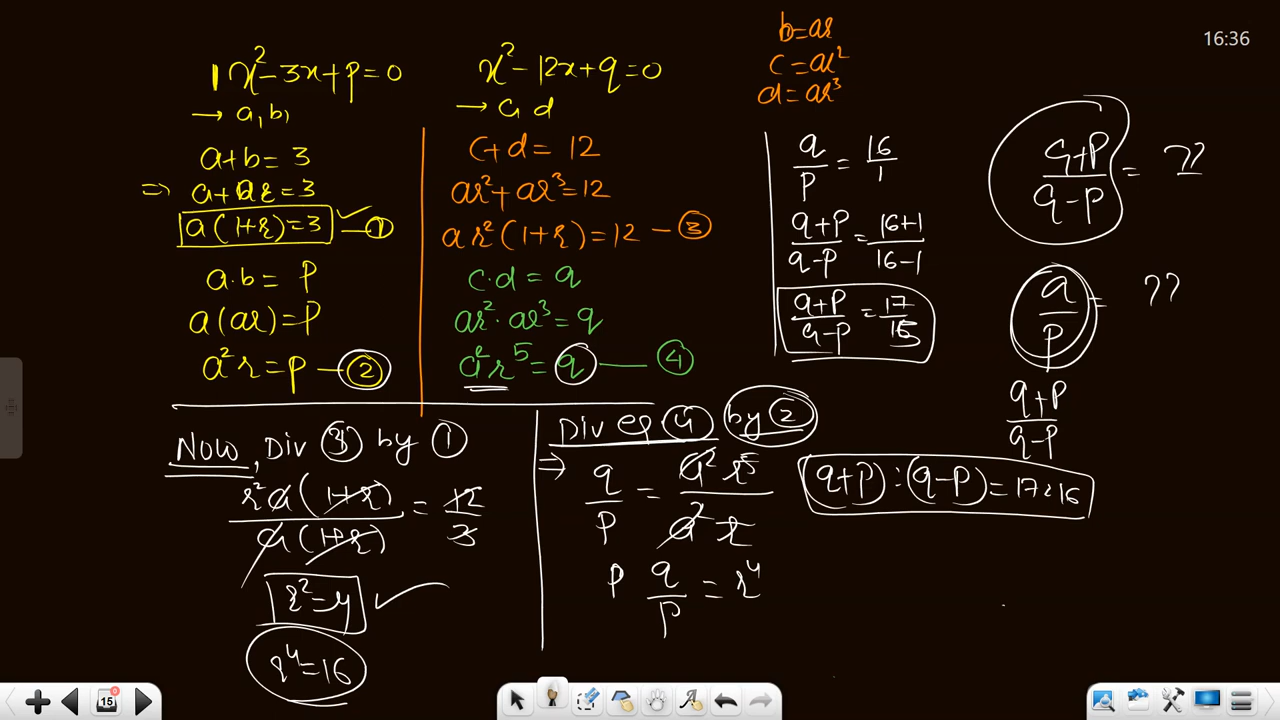 16:36
1x²-3x+p=0
→ a, b,
a+b = 3
⇒ a+ar=3
a(1+r)=3 ✓ —①
a·b = p
a(ar)=p
a²r = p —②
x²-12x+q=0
→ c, d
c+d = 12
ar²+ar³=12
ar²(1+r)=12 —③
c·d = q
ar²·ar³=q
a²r⁵=q —④
b=ar
c=ar²
d=ar³
q/p = 16/1
q+p/q-p = 16+1/16-1
q+p/q-p = 17/15
q+p/q-p = ??
q/p = ??
q+p/q-p
(q+p):(q-p)=17:16
Now, Div ③ by ①
r²a(1+r)/a(1+r) = 12/3
r²=4 ✓
r⁴=16
Div eq ④ by ②
⇒ q/p = a²r⁵/a²r
p q/p = r⁴
15
0